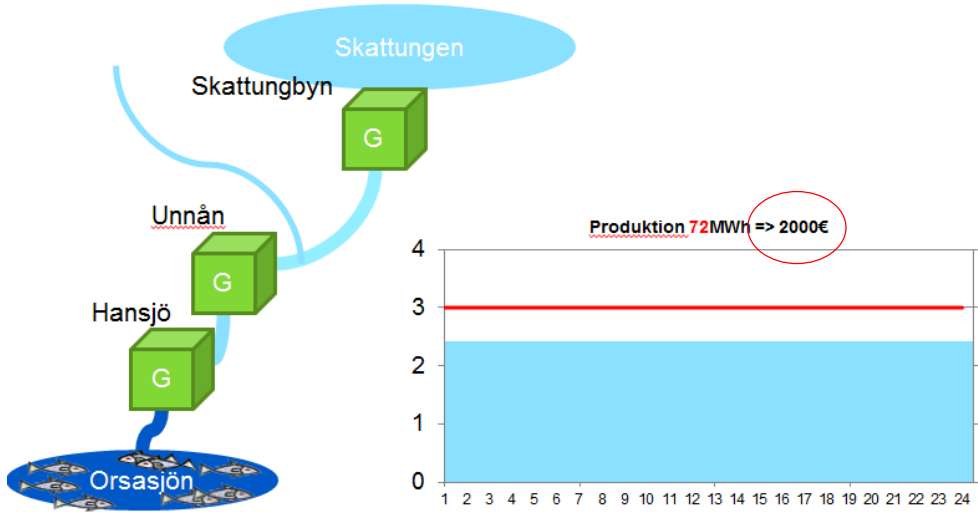 Skattungen
Skattungbyn
G
Unnån
G
Hansjö
G
Orsasjön
Produktion 72MWh => 2000€
4
3
2
1
0
1 2 3 4 5 6 7 8 9 10 11 12 13 14 15 16 17 18 19 20 21 22 23 24